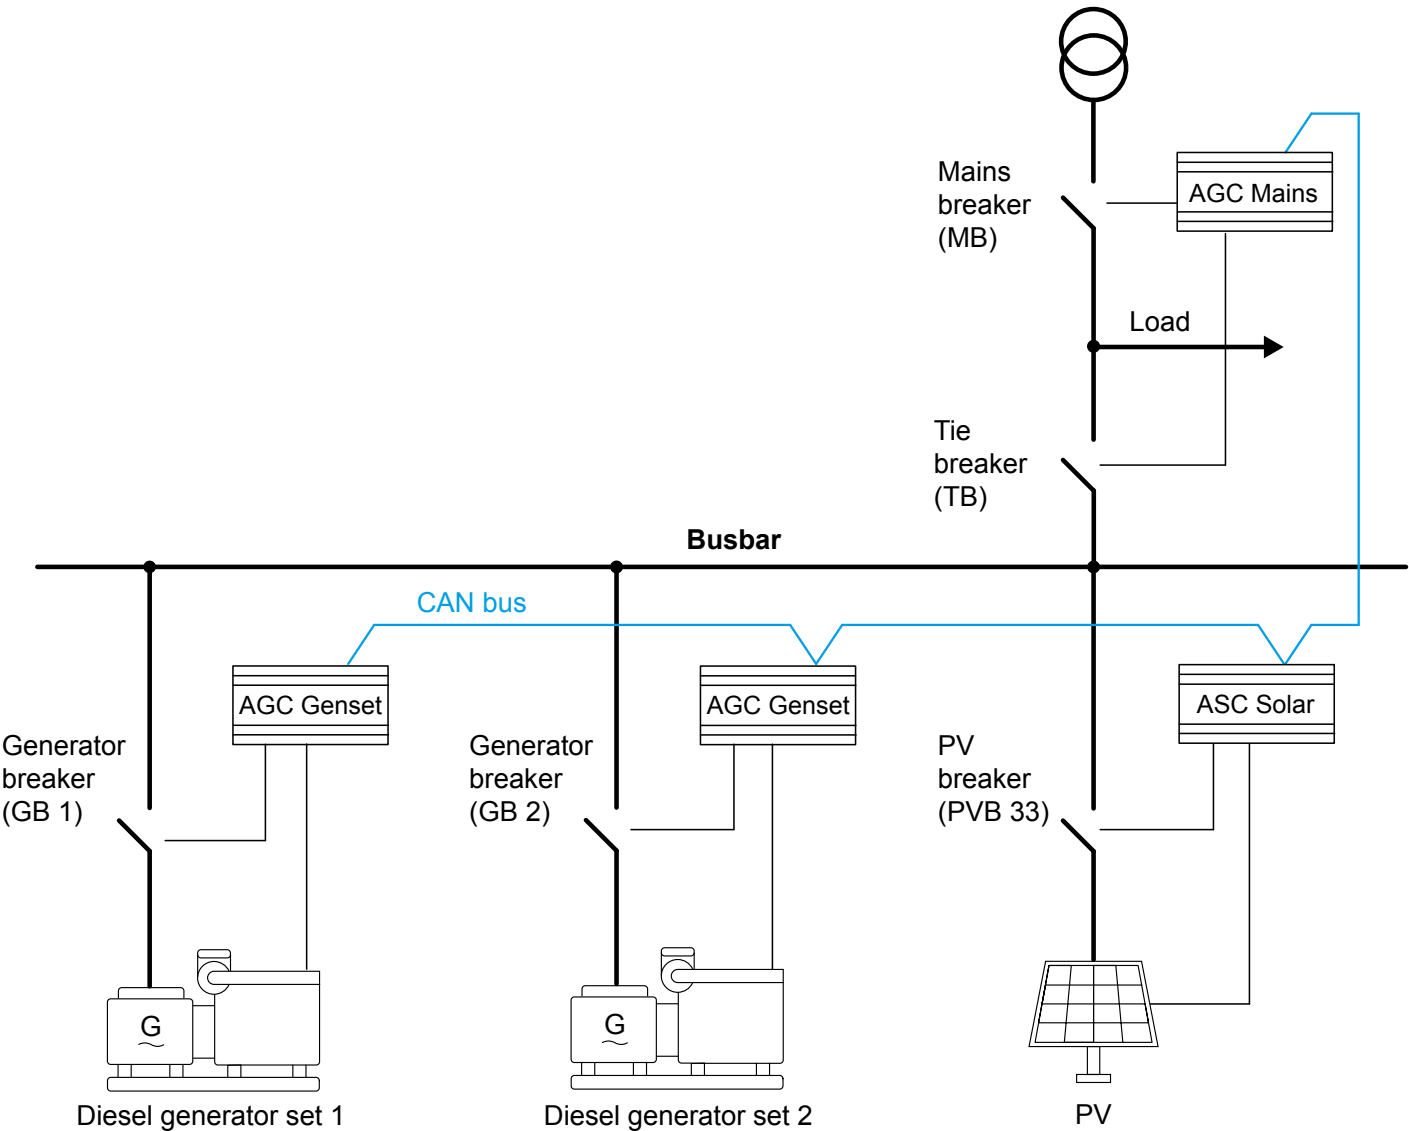 Mains
breaker
(MB)
AGC Mains
Load
Tie
breaker
(TB)
Busbar
CAN bus
AGC Genset
AGC Genset
ASC Solar
Generator
breaker
(GB 1)
Generator
breaker
(GB 2)
PV
breaker
(PVB 33)
G
G
Diesel generator set 1
Diesel generator set 2
PV